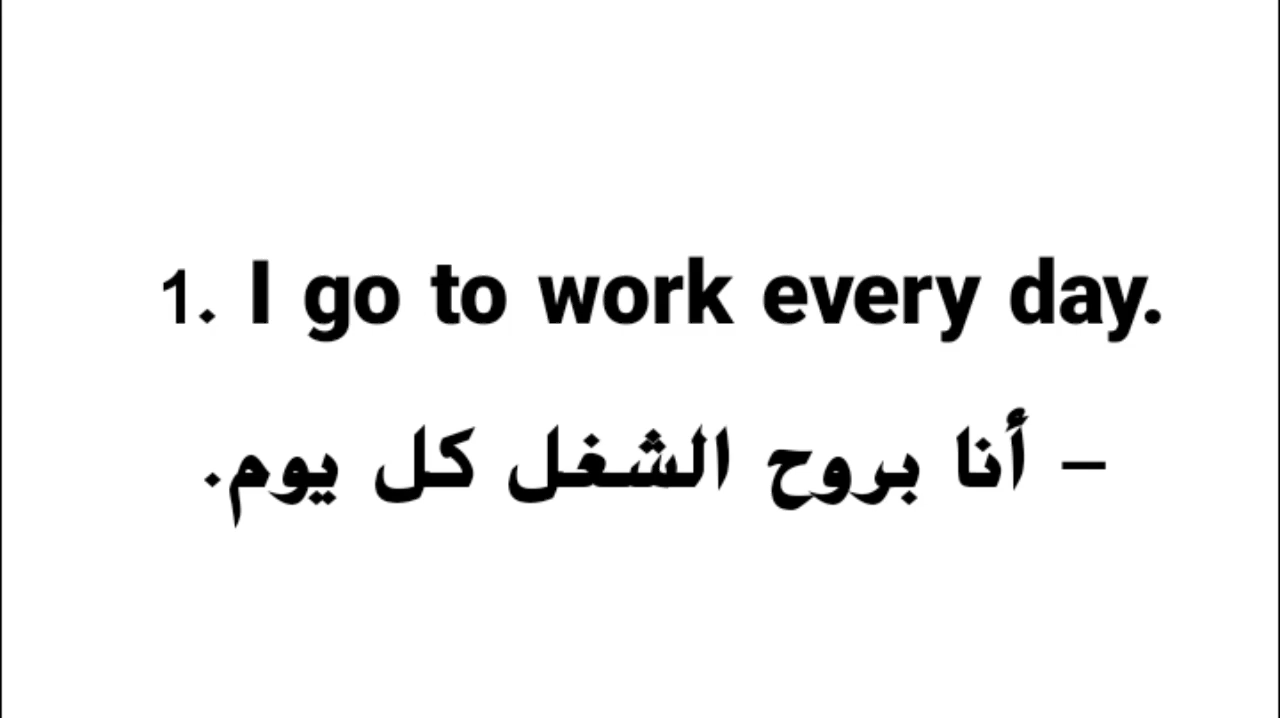 1. I go to work every day.
– أنا بروح الشغل كل يوم.